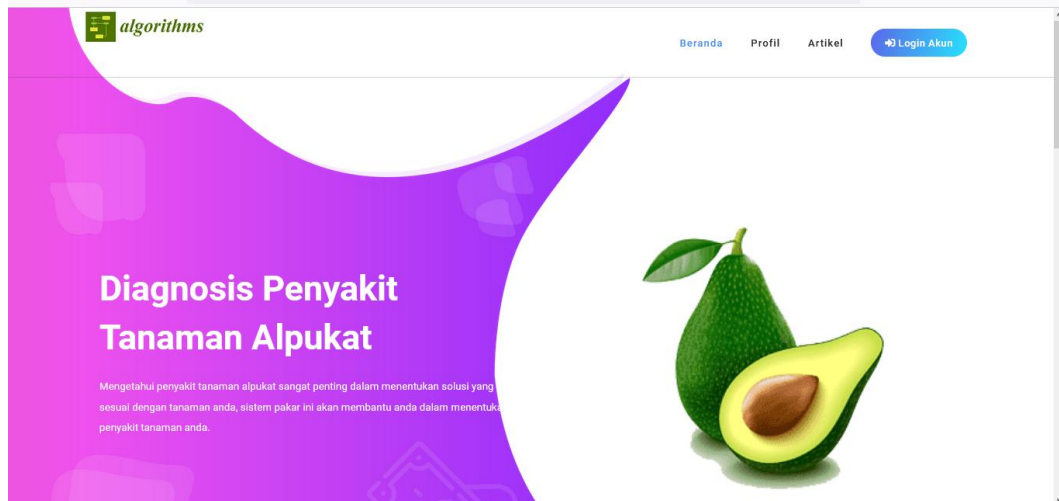 algorithms
Beranda Profil Artikel Login Akun
Diagnosis Penyakit
Tanaman Alpukat
Mengetahui penyakit tanaman alpukat sangat penting dalam menentukan solusi yang
sesuai dengan tanaman anda, sistem pakar ini akan membantu anda dalam menentuka
penyakit tanaman anda.